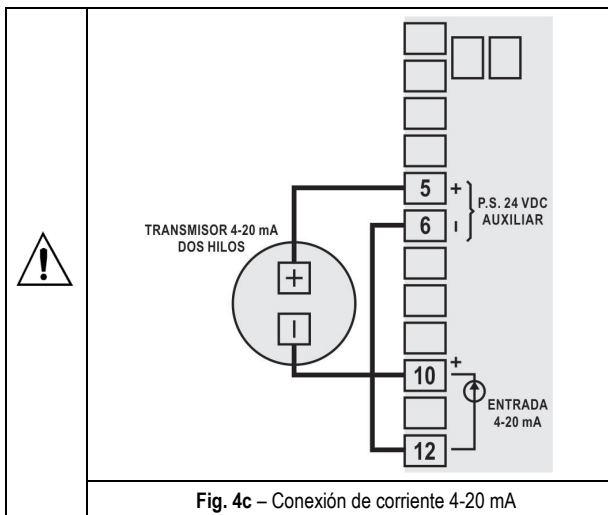 5 +
P.S. 24 VDC
AUXILIAR
6 –
TRANSMISOR 4-20 mA
DOS HILOS
+
–
10 +
ENTRADA
4-20 mA
12
Fig. 4c – Conexión de corriente 4-20 mA